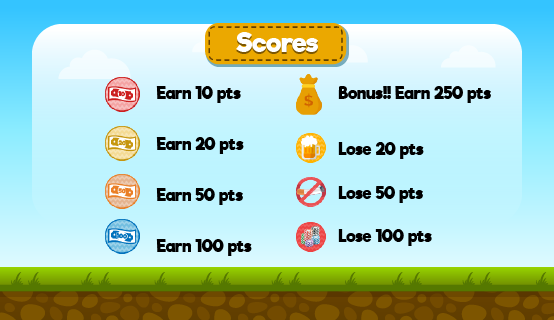 Scores
Earn 10 pts
Earn 20 pts
Earn 50 pts
Earn 100 pts
$
Bonus!! Earn 250 pts
Lose 20 pts
Lose 50 pts
Lose 100 pts